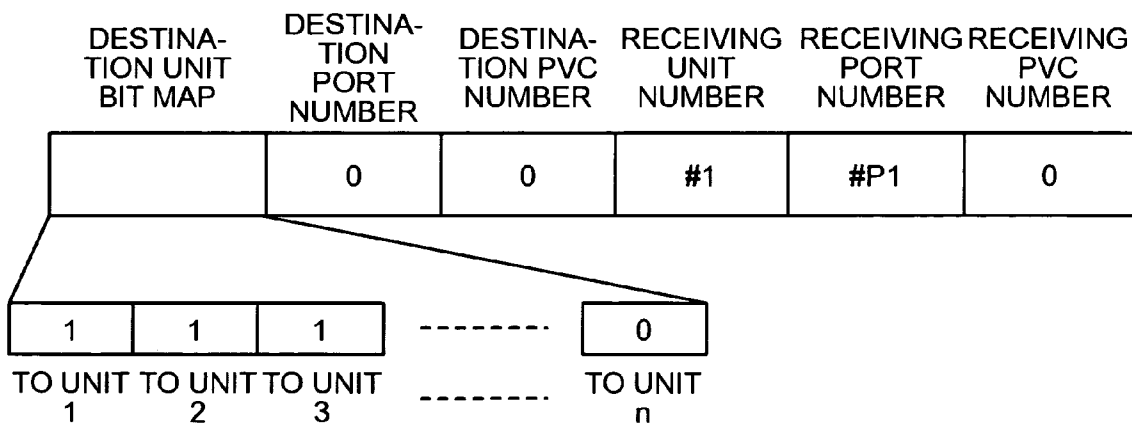 DESTINA-
TION UNIT
BIT MAP
DESTINA-
TION
PORT
NUMBER
DESTINA-
TION PVC
NUMBER
RECEIVING
UNIT
NUMBER
RECEIVING
PORT
NUMBER
RECEIVING
PVC
NUMBER
0 0 #1 #P1 0
1 1 1 0
TO UNIT
1
TO UNIT
2
TO UNIT
3
TO UNIT
n